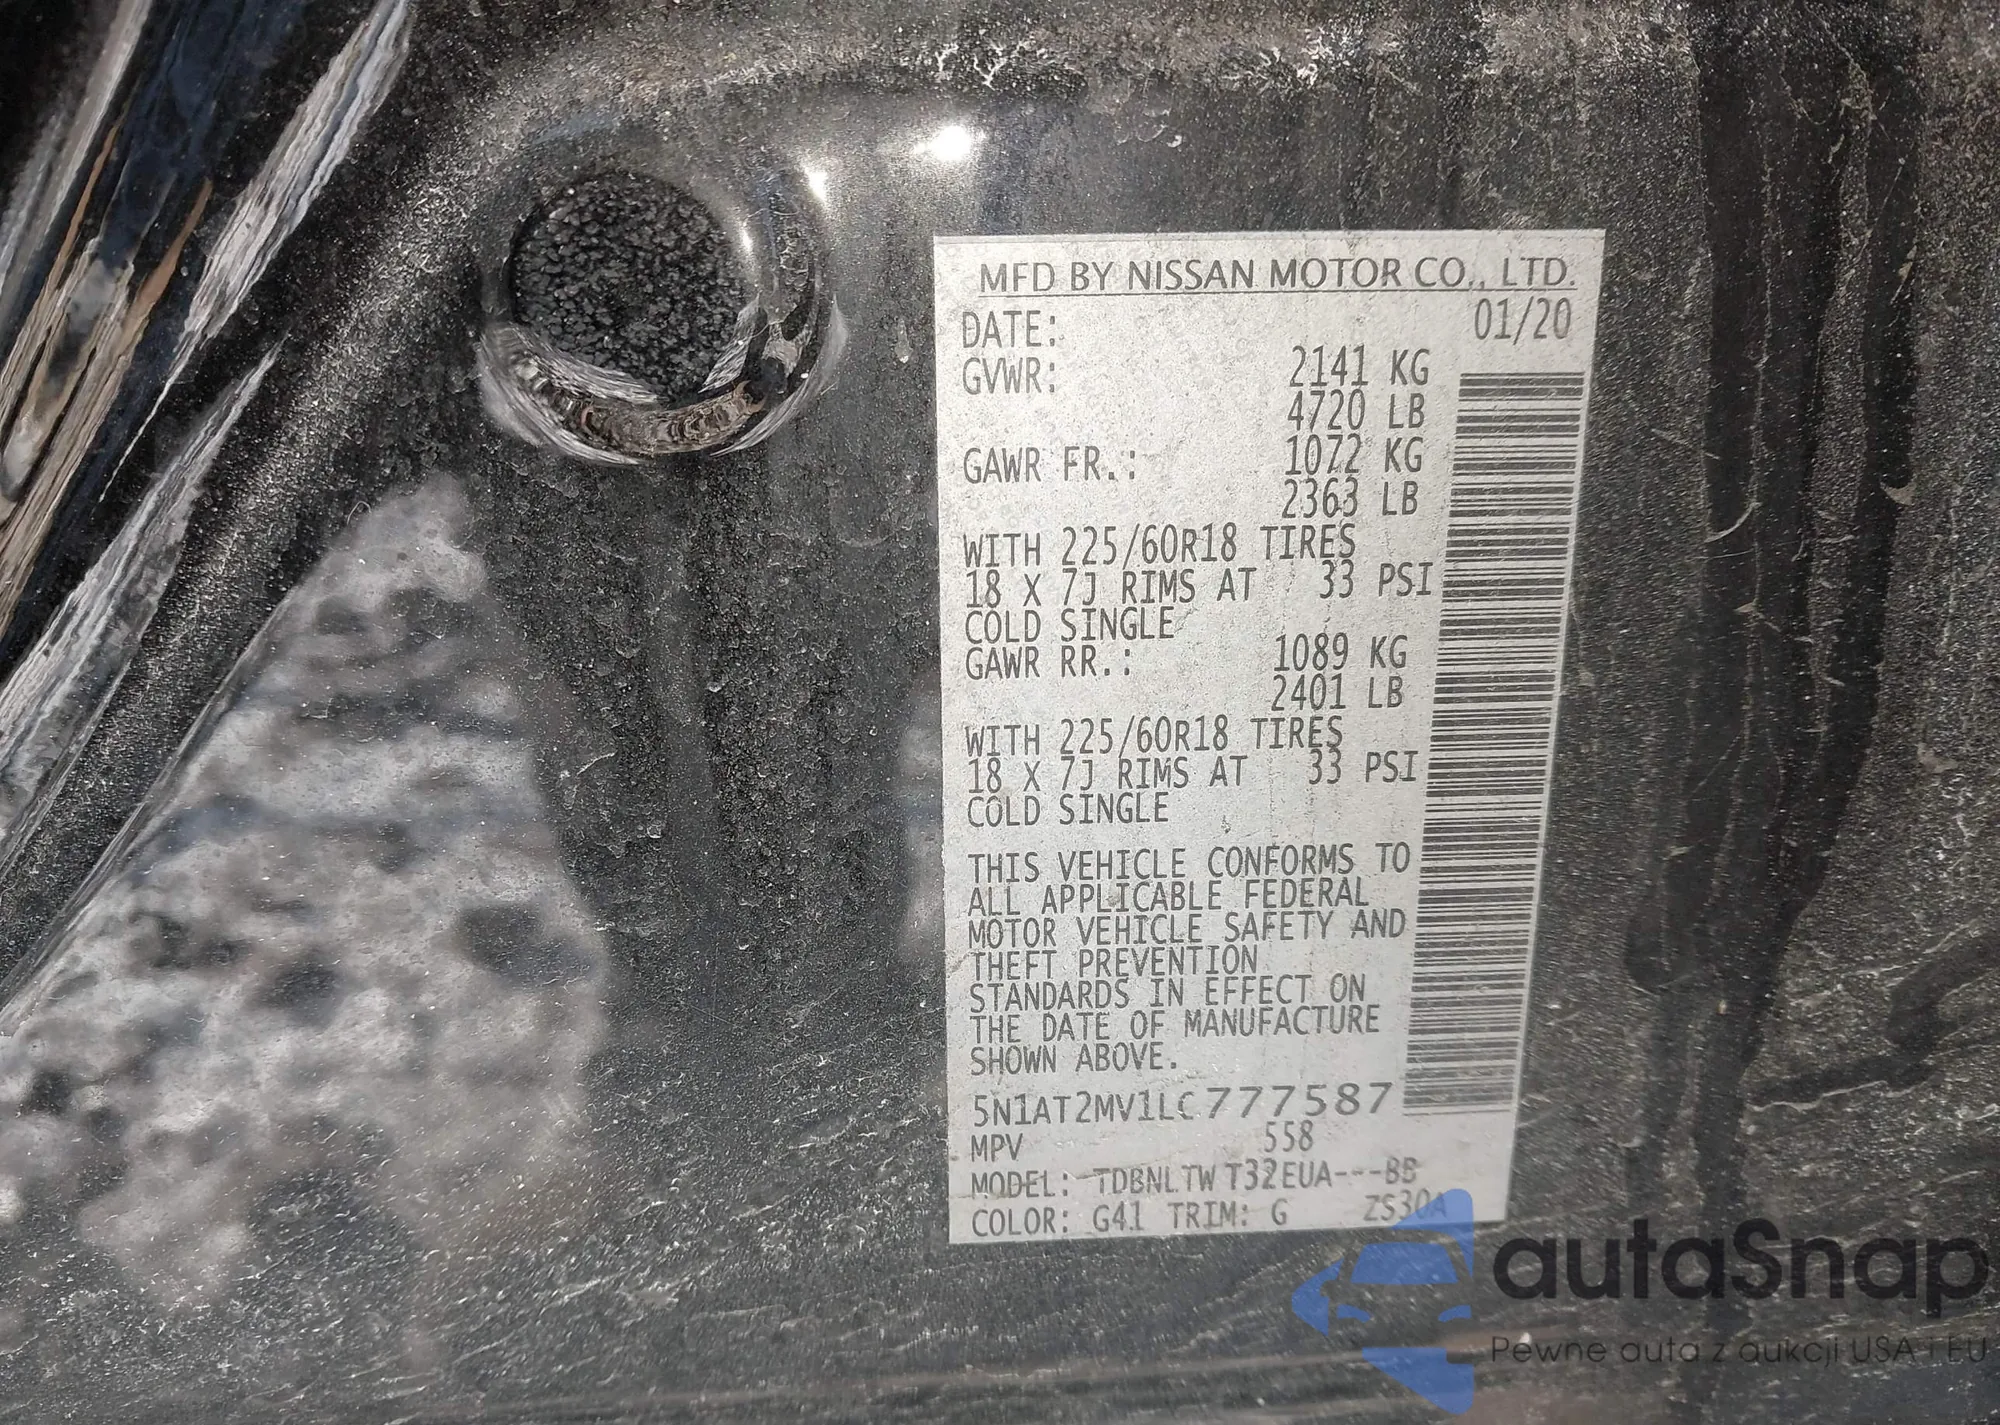 MFD BY NISSAN MOTOR CO., LTD.
DATE: 01/20
GVWR: 2141 KG
4720 LB
GAWR FR.: 1072 KG
2363 LB
WITH 225/60R18 TIRES
18 X 7J RIMS AT 33 PSI
COLD SINGLE
GAWR RR.: 1089 KG
2401 LB
WITH 225/60R18 TIRES
18 X 7J RIMS AT 33 PSI
COLD SINGLE
THIS VEHICLE CONFORMS TO
ALL APPLICABLE FEDERAL
MOTOR VEHICLE SAFETY AND
THEFT PREVENTION
STANDARDS IN EFFECT ON
THE DATE OF MANUFACTURE
SHOWN ABOVE.
5N1AT2MV1LC777587
MPV 558
MODEL: TDBNLTW T32EUA---BB
COLOR: G41 TRIM: G ZS30A
autaSnap
Pewne auta z aukcji USA i EU